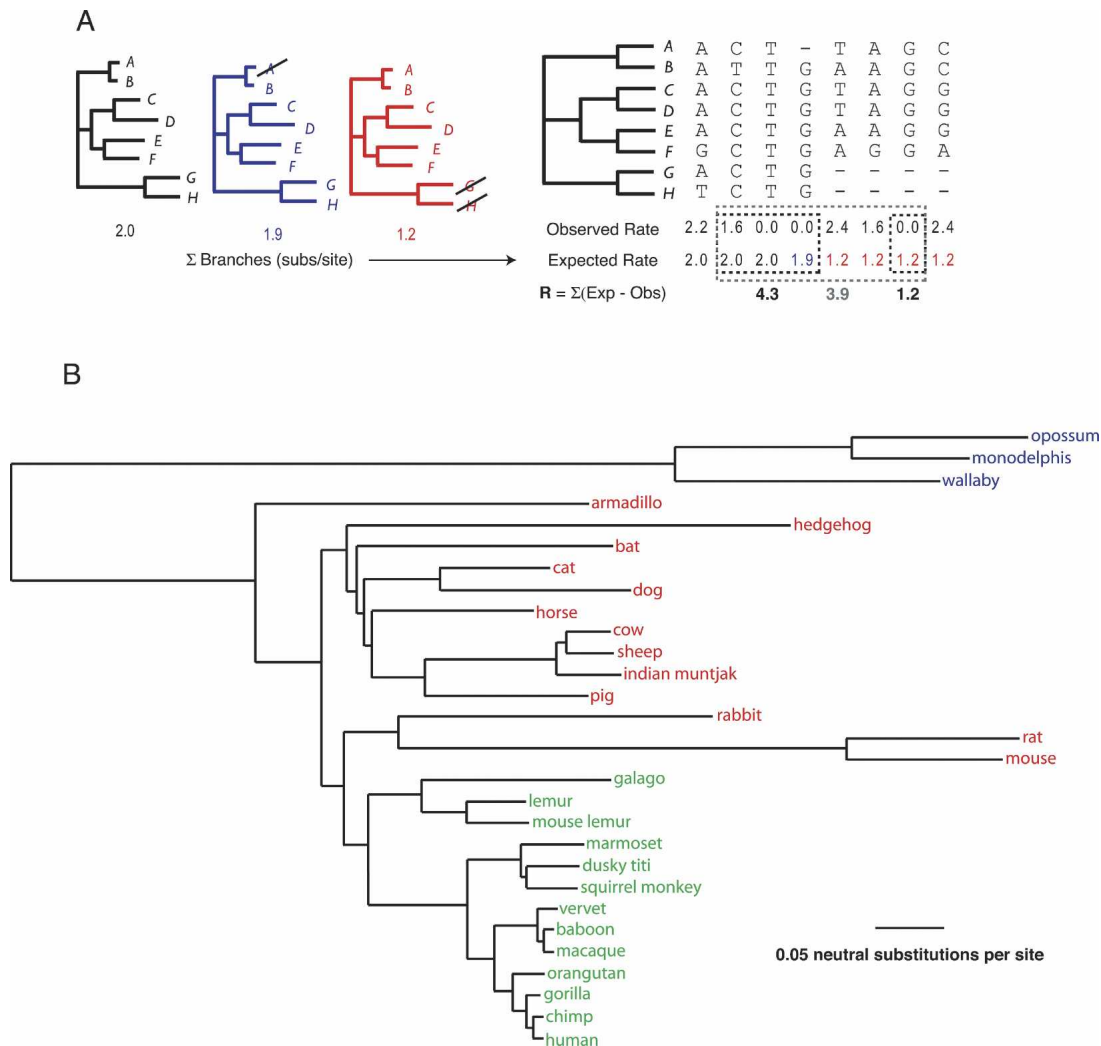 A
A
B
C
D
E
F
G
H
2.0
A
B
C
D
E
F
G
H
1.9
A
B
C
D
E
F
G
H
1.2
Σ Branches (subs/site)
A A C T - T A G C
B A T T G A A G C
C A C T G T A G G
D A C T G T A G G
E A C T G A A G G
F G C T G A G G A
G A C T G - - - -
H T C T G - - - -
Observed Rate 2.2 1.6 0.0 0.0 2.4 1.6 0.0 2.4
Expected Rate 2.0 2.0 2.0 1.9 1.2 1.2 1.2 1.2
R = Σ(Exp - Obs) 4.3 3.9 1.2
B
opossum
monodelphis
wallaby
armadillo
hedgehog
bat
cat
dog
horse
cow
sheep
indian muntjak
pig
rabbit
rat
mouse
galago
lemur
mouse lemur
marmoset
dusky titi
squirrel monkey
vervet
baboon
macaque
orangutan
gorilla
chimp
human
0.05 neutral substitutions per site